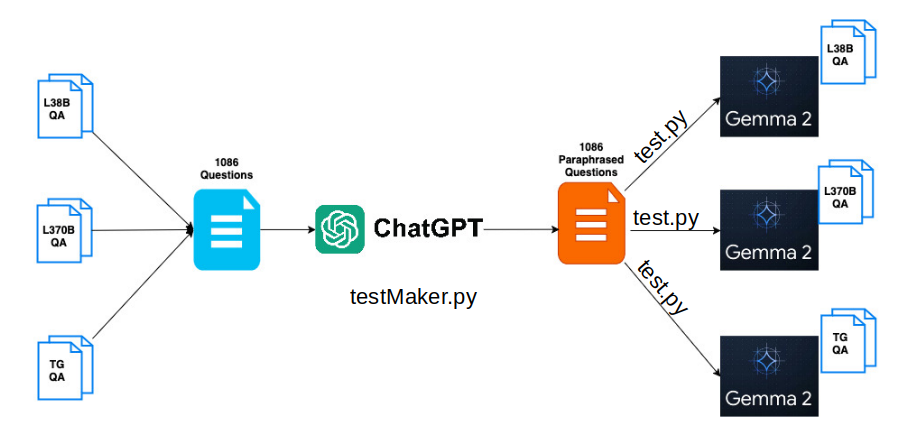 L38B
QA
L370B
QA
TG
QA
1086
Questions
ChatGPT
testMaker.py
1086
Paraphrased
Questions
test.py
test.py
test.py
Gemma 2
L38B
QA
Gemma 2
L370B
QA
Gemma 2
TG
QA